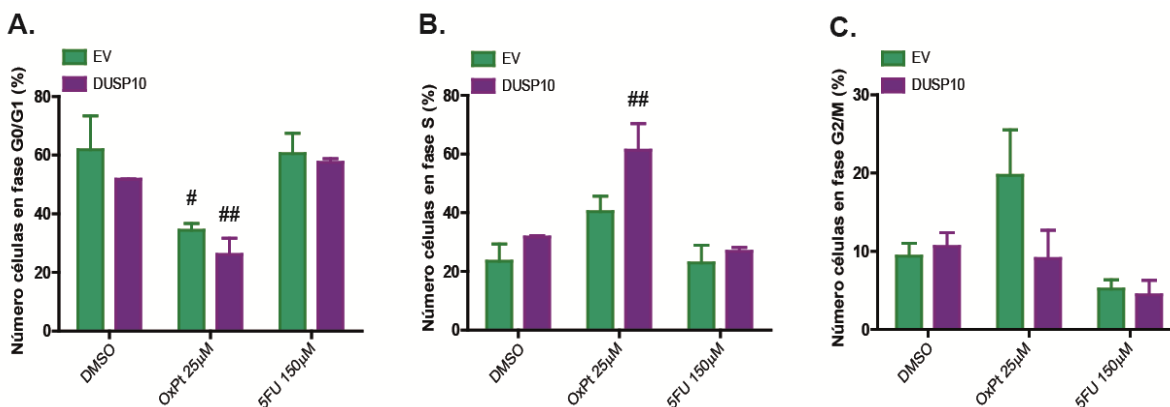 A.
EV
DUSP10
Número células en fase G0/G1 (%)
80
60
40
20
0
#
##
DMSO
OxPt 25µM
5FU 150µM
B.
EV
DUSP10
Número células en fase S (%)
80
60
40
20
0
##
DMSO
OxPt 25µM
5FU 150µM
C.
EV
DUSP10
Número células en fase G2/M (%)
30
20
10
0
DMSO
OxPt 25µM
5FU 150µM